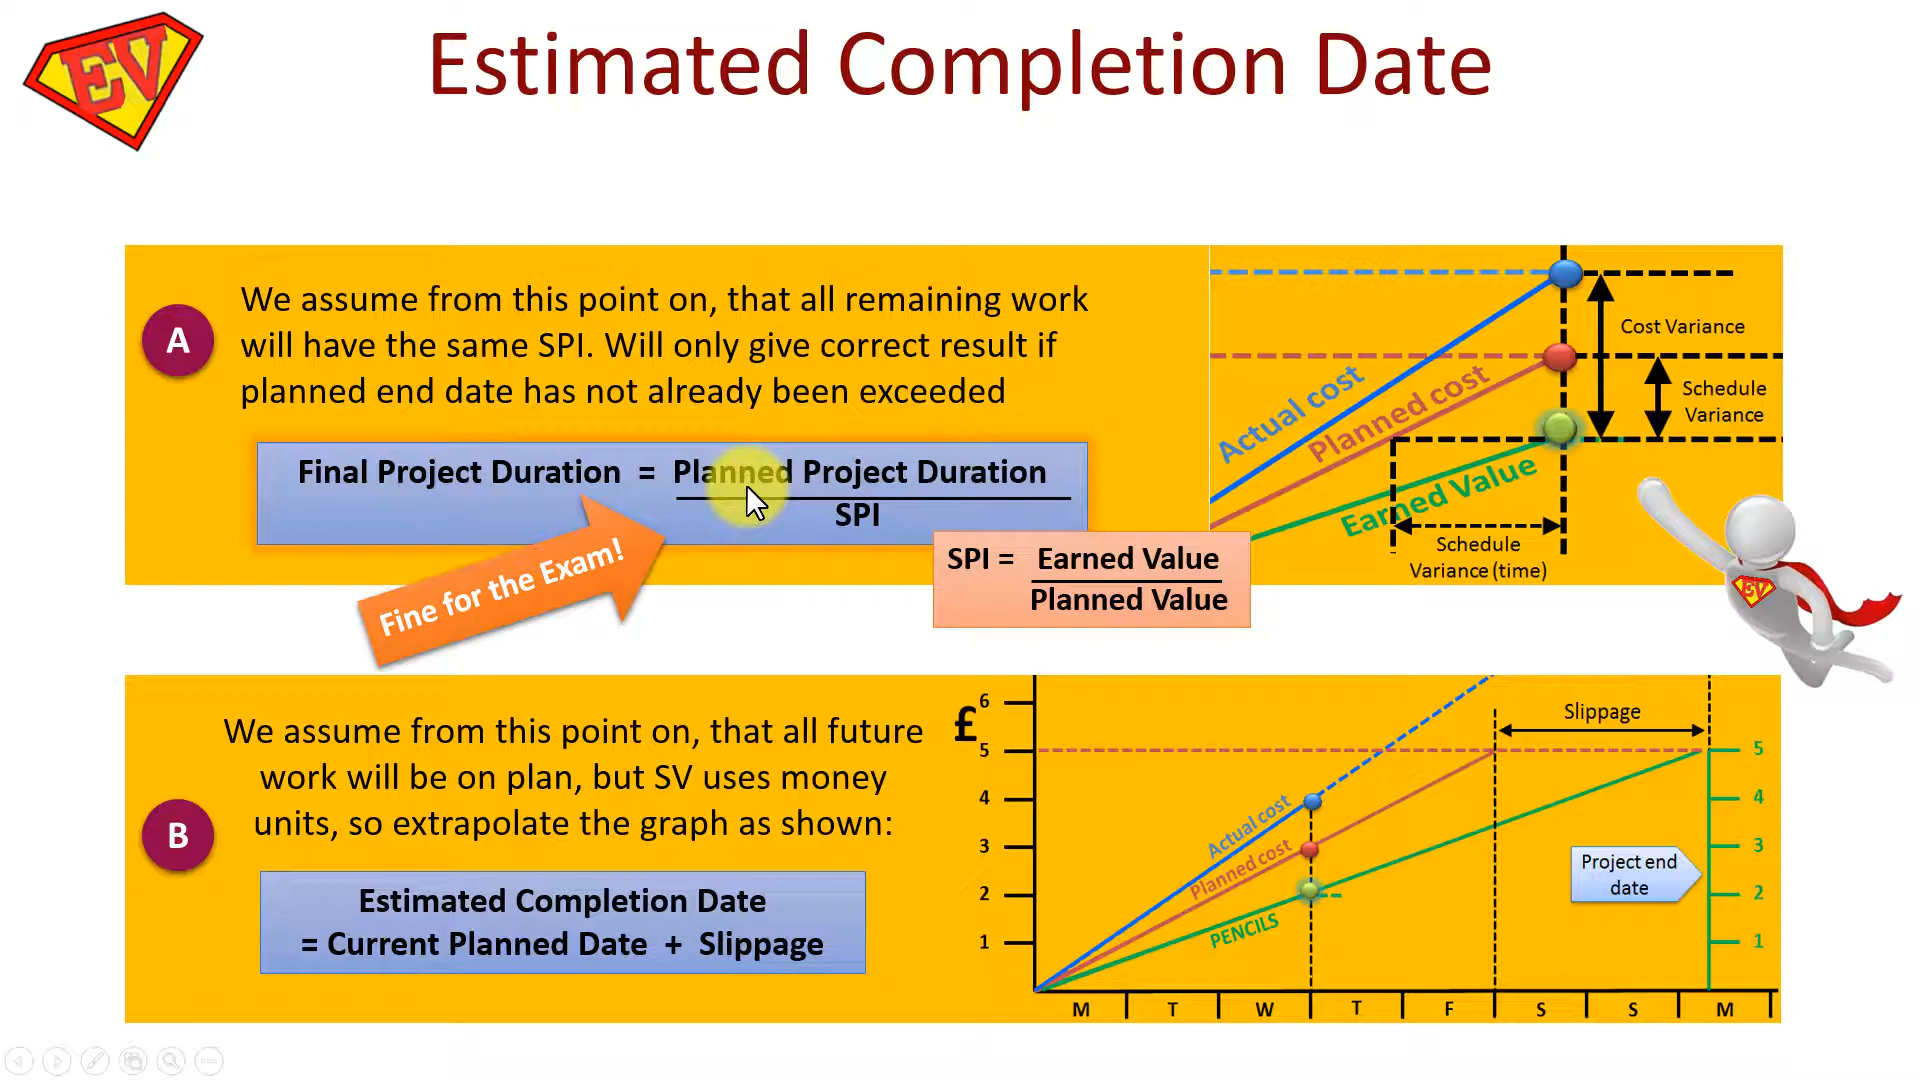 EV
Estimated Completion Date
A
We assume from this point on, that all remaining work
will have the same SPI. Will only give correct result if
planned end date has not already been exceeded
Final Project Duration = Planned Project Duration
SPI
Fine for the Exam!
SPI = Earned Value
Planned Value
Actual cost
Planned cost
Earned Value
Cost Variance
Schedule
Variance
Schedule
Variance (time)
EV
B
We assume from this point on, that all future
work will be on plan, but SV uses money
units, so extrapolate the graph as shown:
Estimated Completion Date
= Current Planned Date + Slippage
£
6
5
4
3
2
1
Actual cost
Planned cost
PENCILS
Slippage
Project end
date
5
4
3
2
1
M T W T F S S M